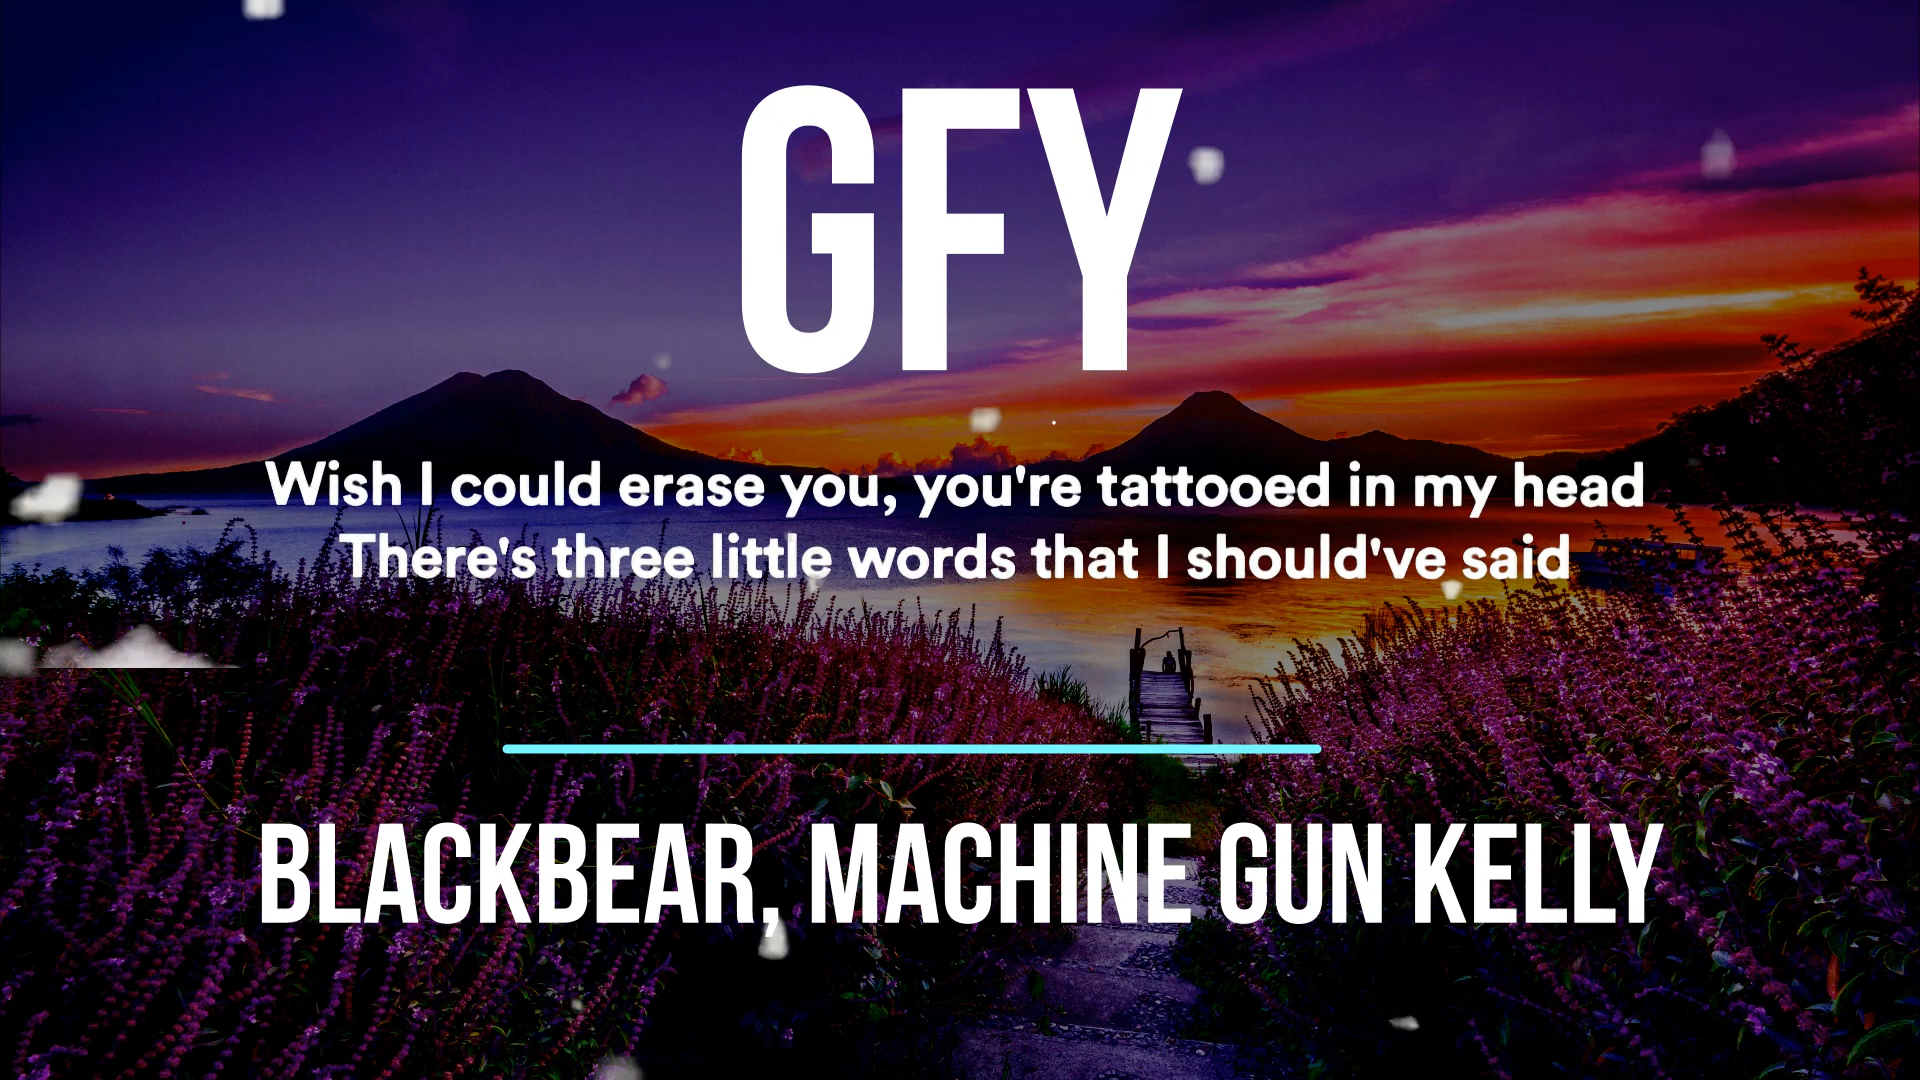 GFY
Wish I could erase you, you're tattooed in my head
There's three little words that I should've said
BLACKBEAR, MACHINE GUN KELLY